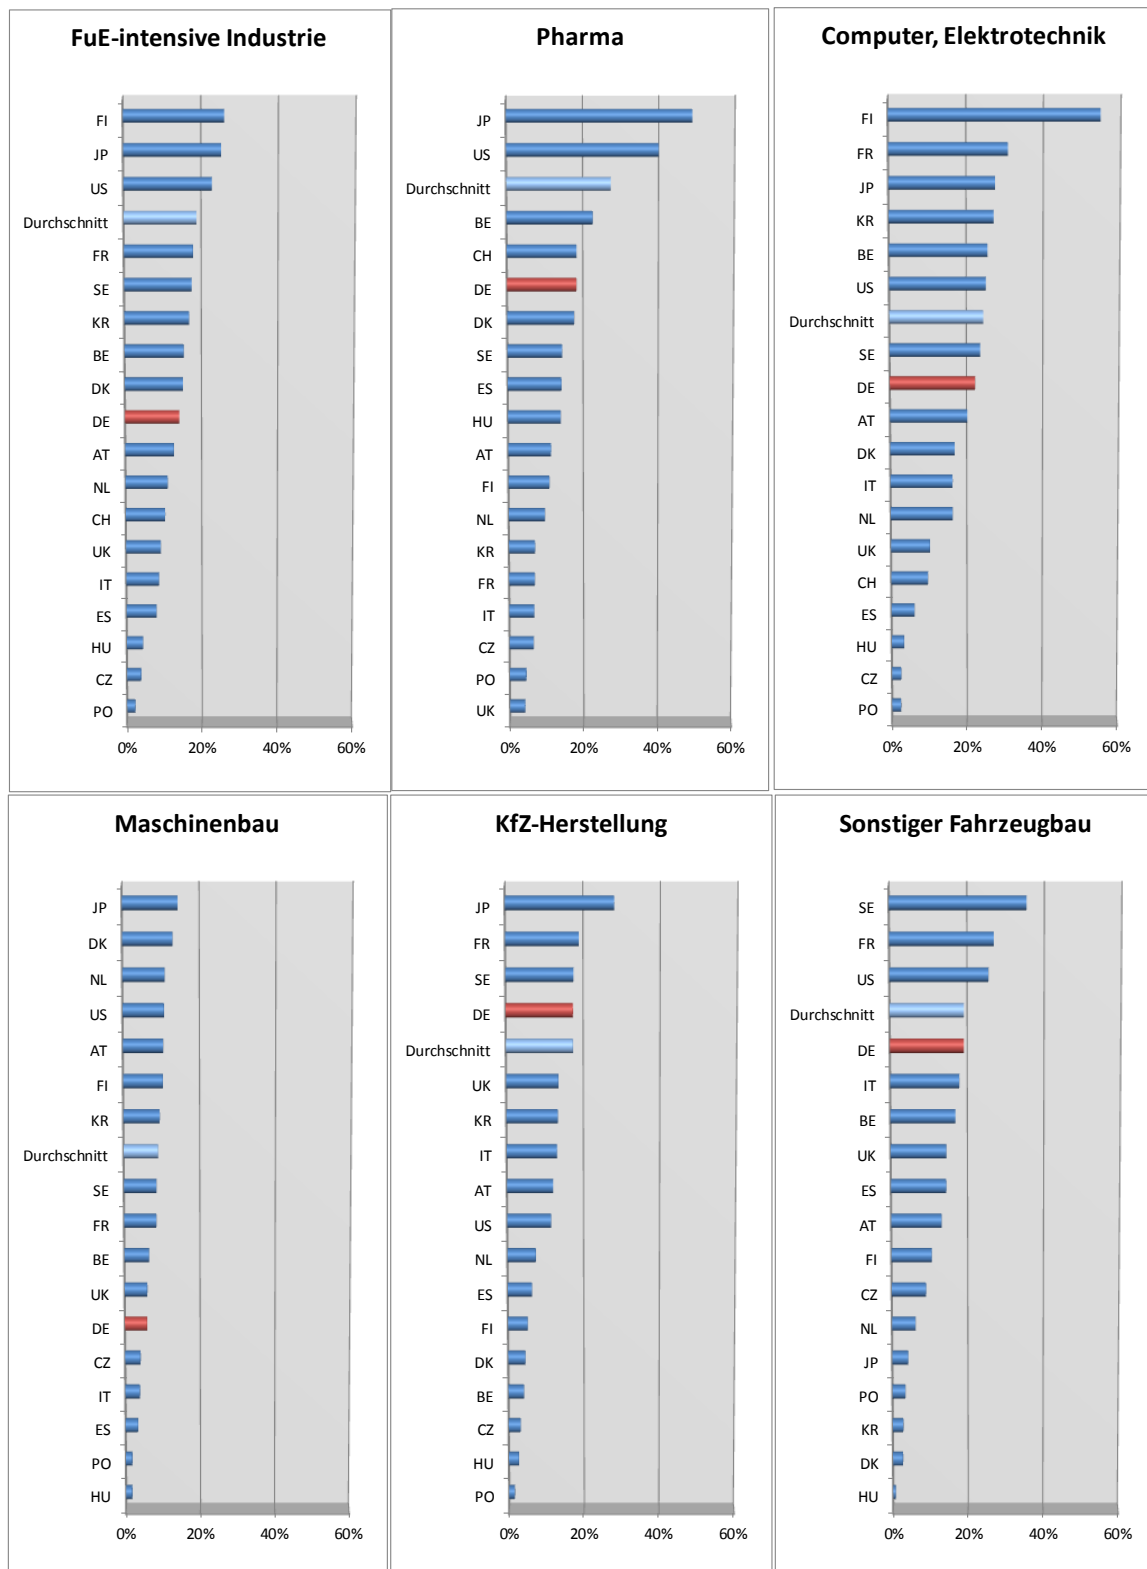 FuE-intensive Industrie
FI
JP
US
Durchschnitt
FR
SE
KR
BE
DK
DE
AT
NL
CH
UK
IT
ES
HU
CZ
PO
0% 20% 40% 60%
Pharma
JP
US
Durchschnitt
BE
CH
DE
DK
SE
ES
HU
AT
FI
NL
KR
FR
IT
CZ
PO
UK
0% 20% 40% 60%
Computer, Elektrotechnik
FI
FR
JP
KR
BE
US
Durchschnitt
SE
DE
AT
DK
IT
NL
UK
CH
ES
HU
CZ
PO
0% 20% 40% 60%
Maschinenbau
JP
DK
NL
US
AT
FI
KR
Durchschnitt
SE
FR
BE
UK
DE
CZ
IT
ES
PO
HU
0% 20% 40% 60%
KfZ-Herstellung
JP
FR
SE
DE
Durchschnitt
UK
KR
IT
AT
US
NL
ES
FI
DK
BE
CZ
HU
PO
0% 20% 40% 60%
Sonstiger Fahrzeugbau
SE
FR
US
Durchschnitt
DE
IT
BE
UK
ES
AT
FI
CZ
NL
JP
PO
KR
DK
HU
0% 20% 40% 60%